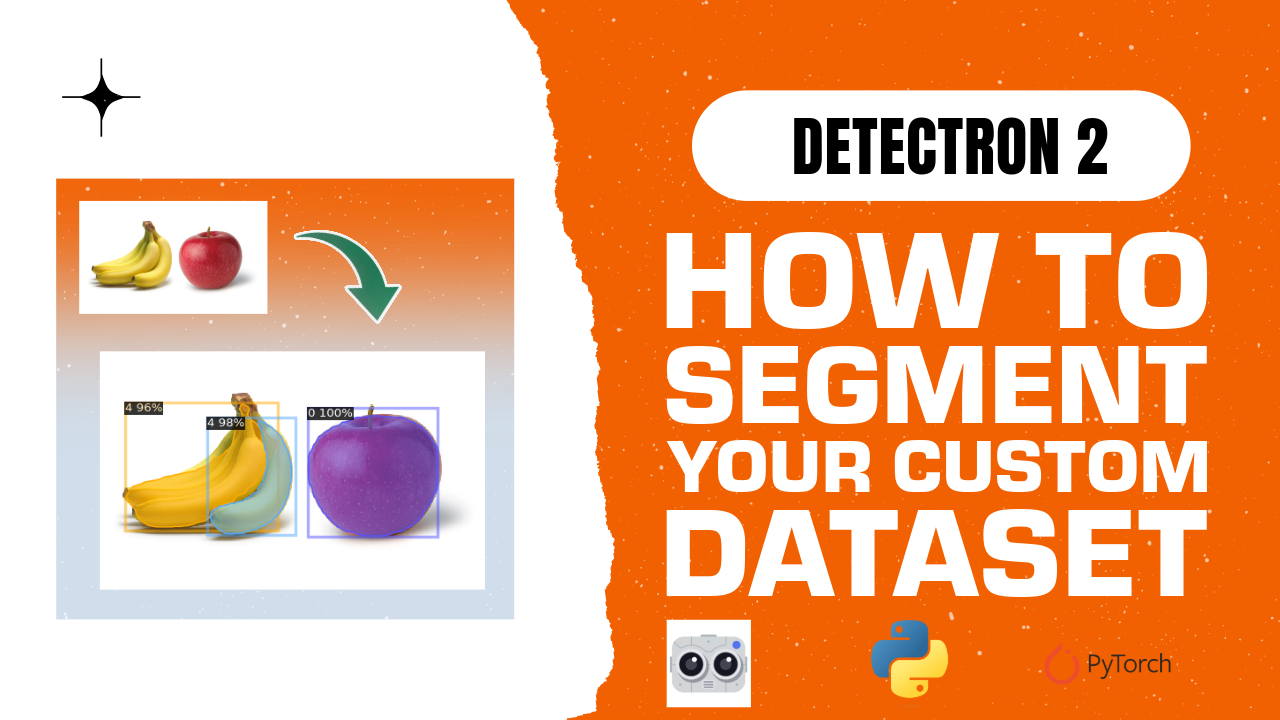 DETECTRON 2
HOW TO
SEGMENT
YOUR CUSTOM
DATASET
4 96%
4 98%
0 100%
PyTorch